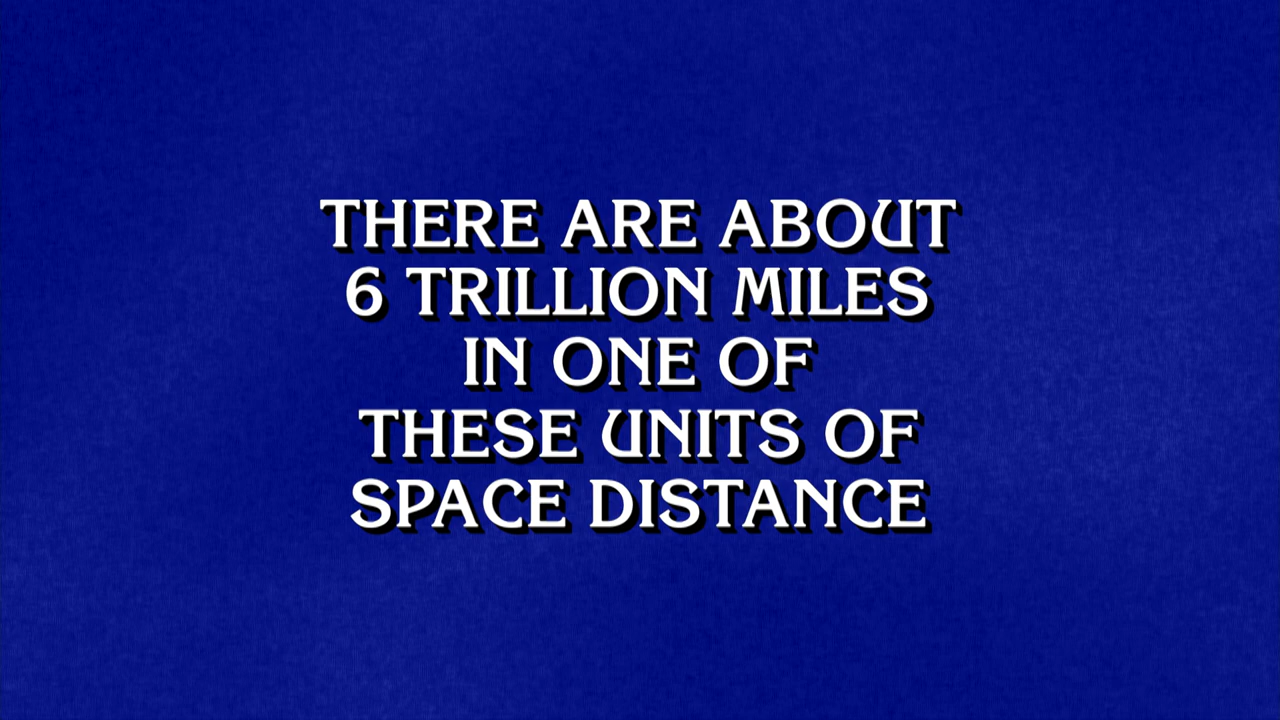 THERE ARE ABOUT
6 TRILLION MILES
IN ONE OF
THESE UNITS OF
SPACE DISTANCE